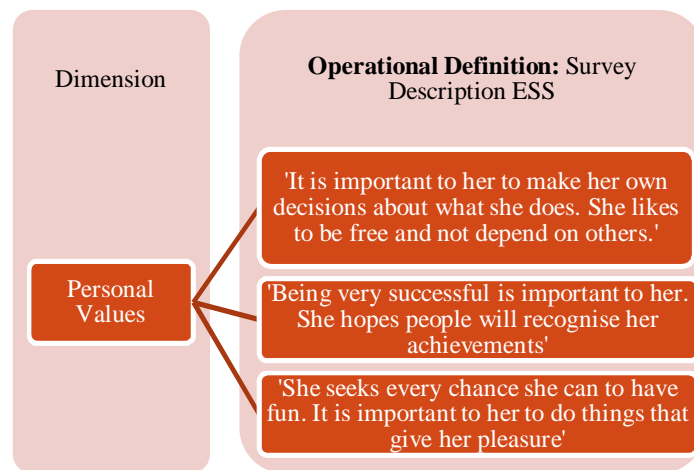 Dimension
Operational Definition: Survey
Description ESS
Personal
Values
'It is important to her to make her own
decisions about what she does. She likes
to be free and not depend on others.'
'Being very successful is important to her.
She hopes people will recognise her
achievements'
'She seeks every chance she can to have
fun. It is important to her to do things that
give her pleasure'